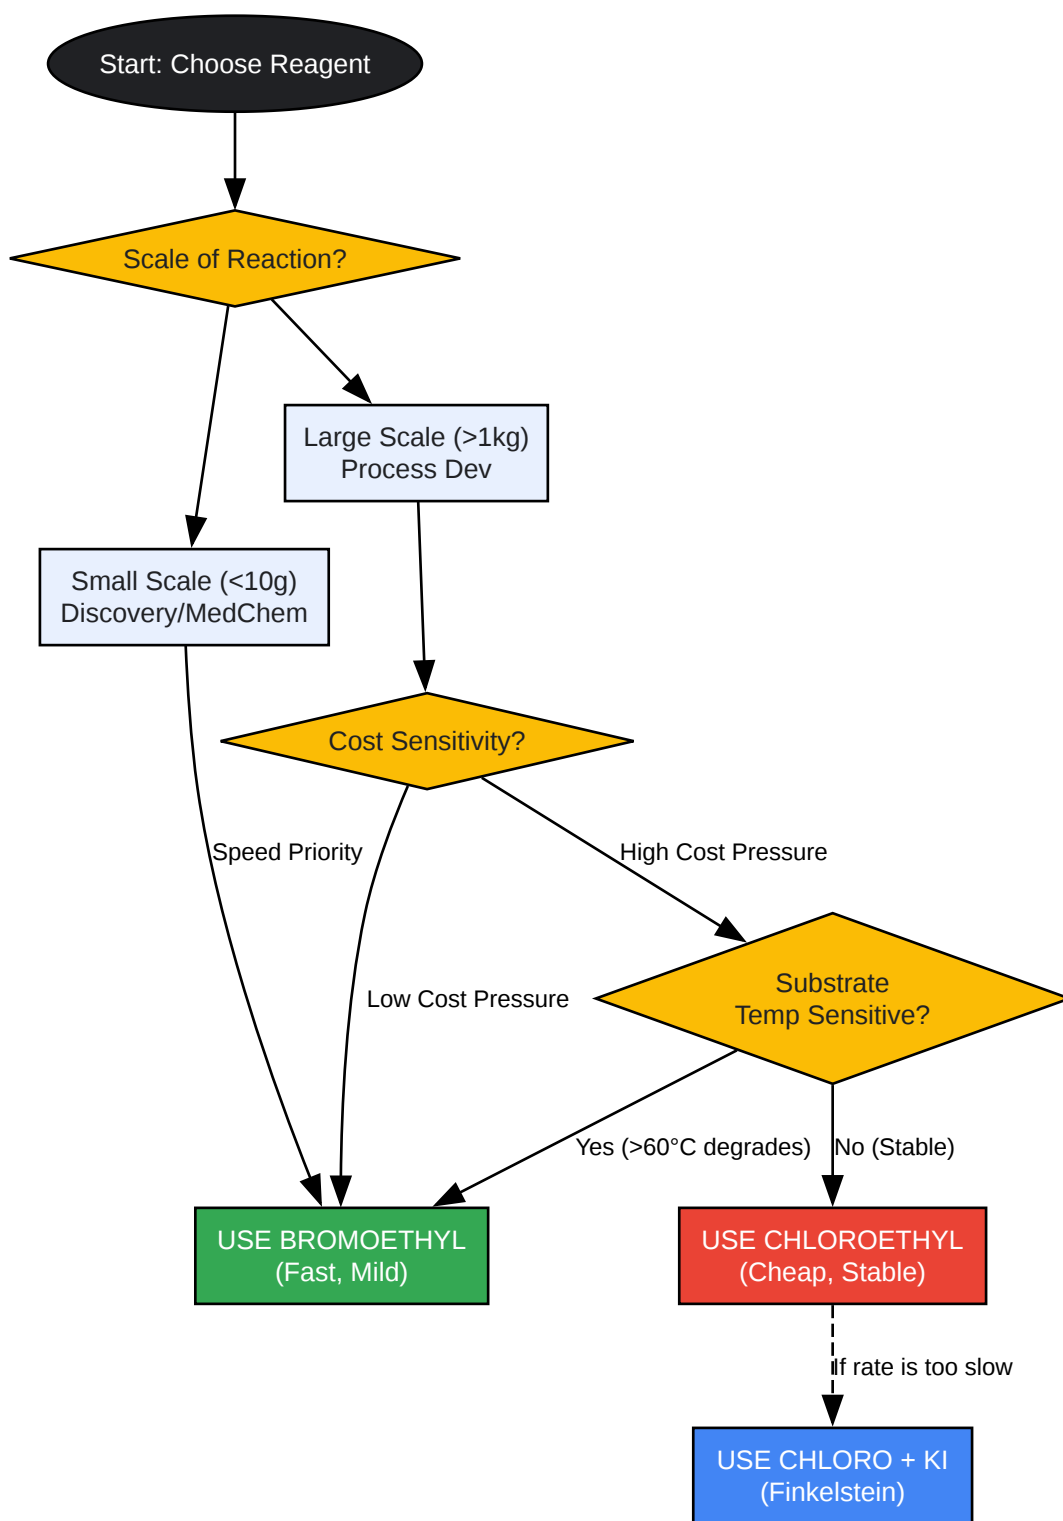 Start: Choose Reagent
Scale of Reaction?
Large Scale (>1kg)
Process Dev
Small Scale (<10g)
Discovery/MedChem
Cost Sensitivity?
Speed Priority
High Cost Pressure
Low Cost Pressure
Substrate
Temp Sensitive?
Yes (>60°C degrades)
No (Stable)
USE BROMOETHYL
(Fast, Mild)
USE CHLOROETHYL
(Cheap, Stable)
If rate is too slow
USE CHLORO + KI
(Finkelstein)